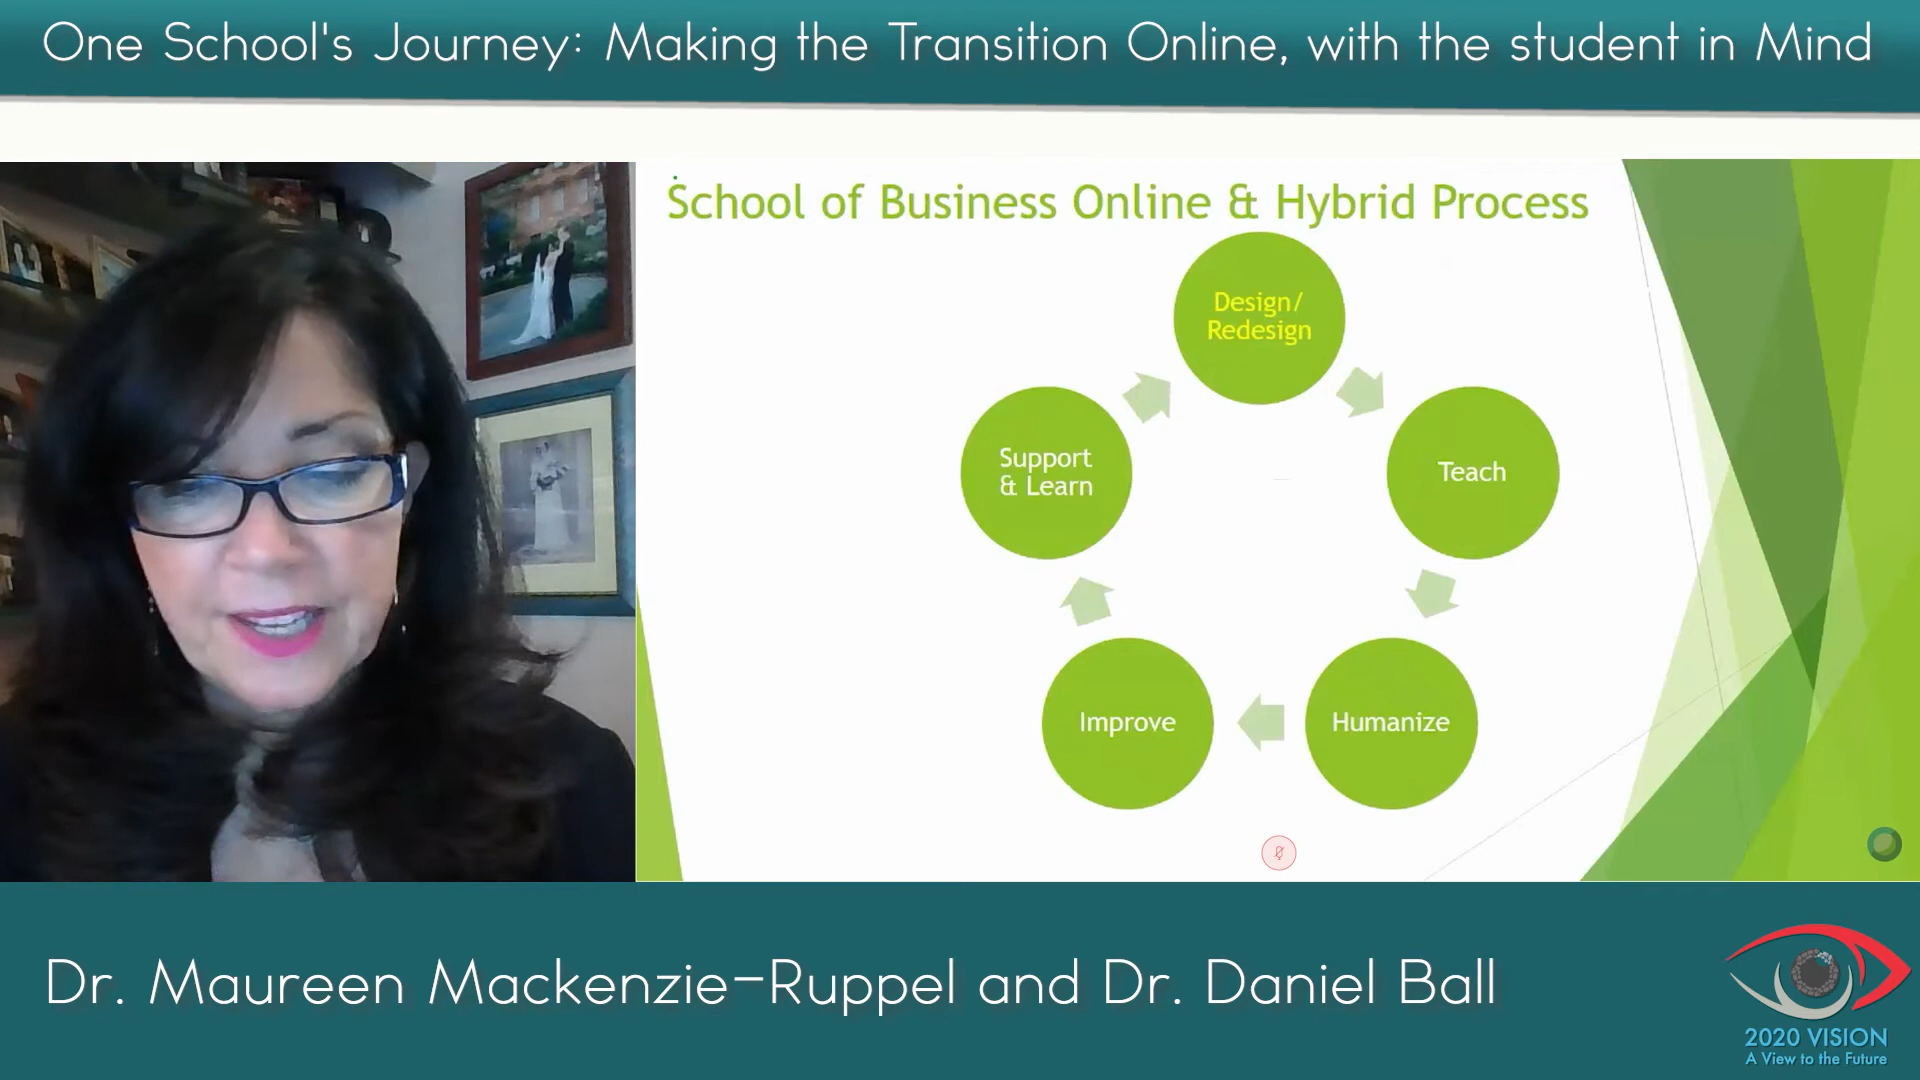 One School's Journey: Making the Transition Online, with the student in Mind
School of Business Online & Hybrid Process
Design/
Redesign
Support
& Learn
Teach
Improve
Humanize
Dr. Maureen Mackenzie-Ruppel and Dr. Daniel Ball
2020 VISION
A View to the Future